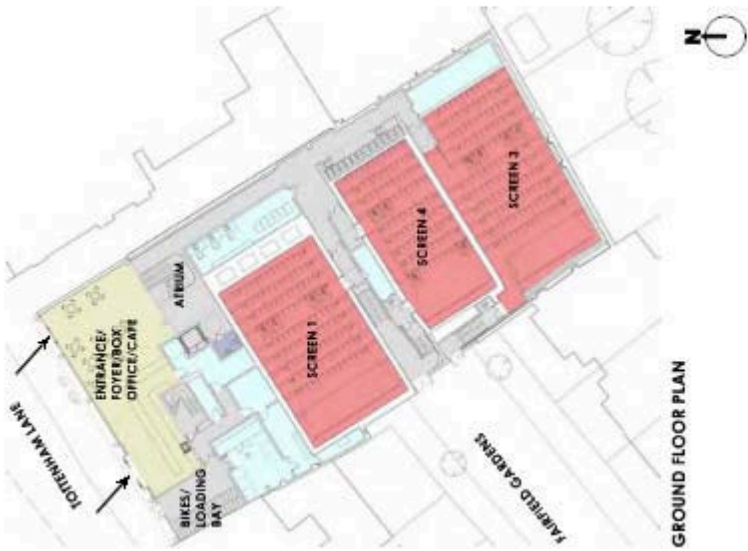 N
TOTTENHAM LANE
ENTRANCE/
FOYER/BOX
OFFICE/CAFE
ATRIUM
BIKES/
LOADING
BAY
SCREEN 1
SCREEN 4
SCREEN 3
FAIRFIELD GARDENS
GROUND FLOOR PLAN